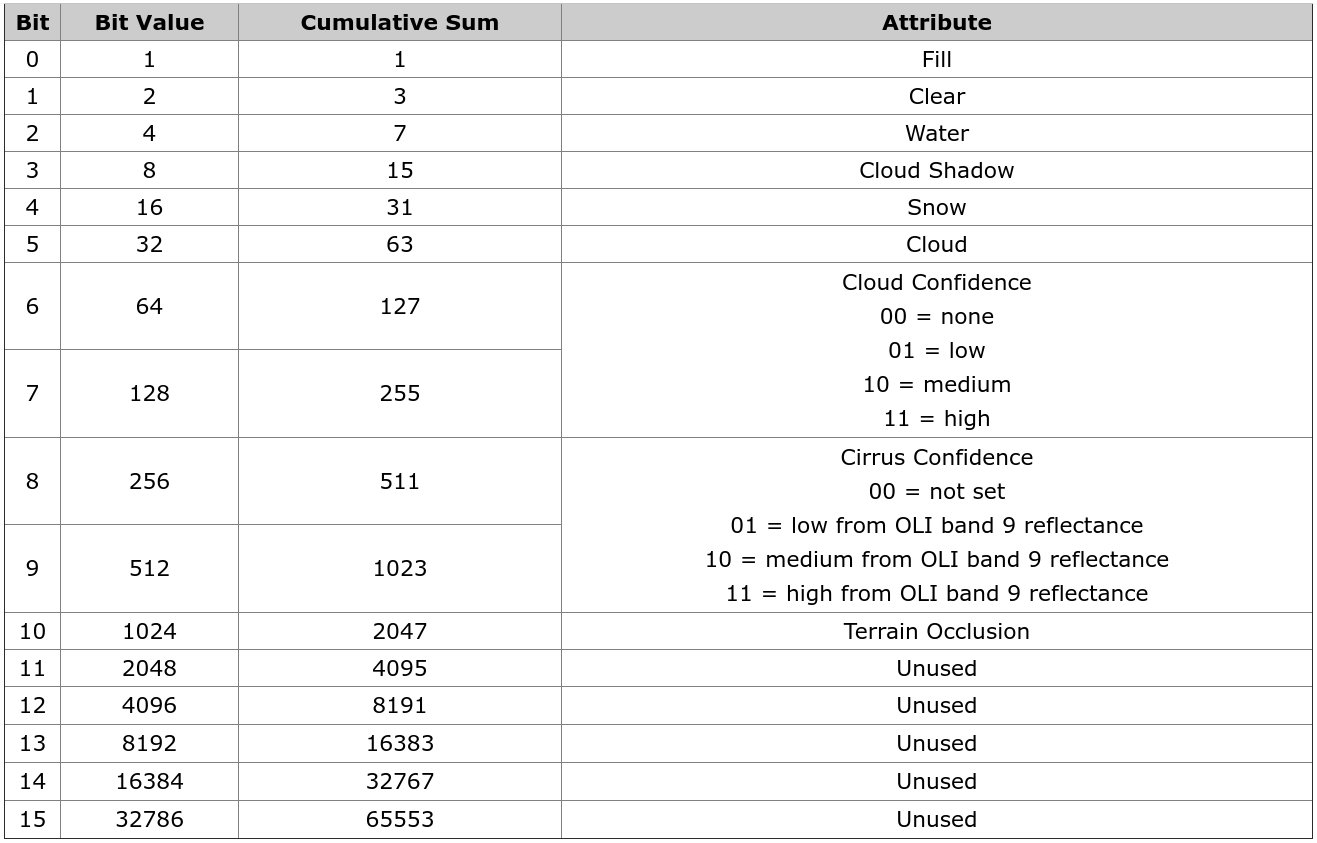 Bit Bit Value Cumulative Sum Attribute
0 1 1 Fill
1 2 3 Clear
2 4 7 Water
3 8 15 Cloud Shadow
4 16 31 Snow
5 32 63 Cloud
6 64 127
7 128 255
Cloud Confidence
00 = none
01 = low
10 = medium
11 = high
8 256 511
9 512 1023
Cirrus Confidence
00 = not set
01 = low from OLI band 9 reflectance
10 = medium from OLI band 9 reflectance
11 = high from OLI band 9 reflectance
10 1024 2047 Terrain Occlusion
11 2048 4095 Unused
12 4096 8191 Unused
13 8192 16383 Unused
14 16384 32767 Unused
15 32786 65553 Unused